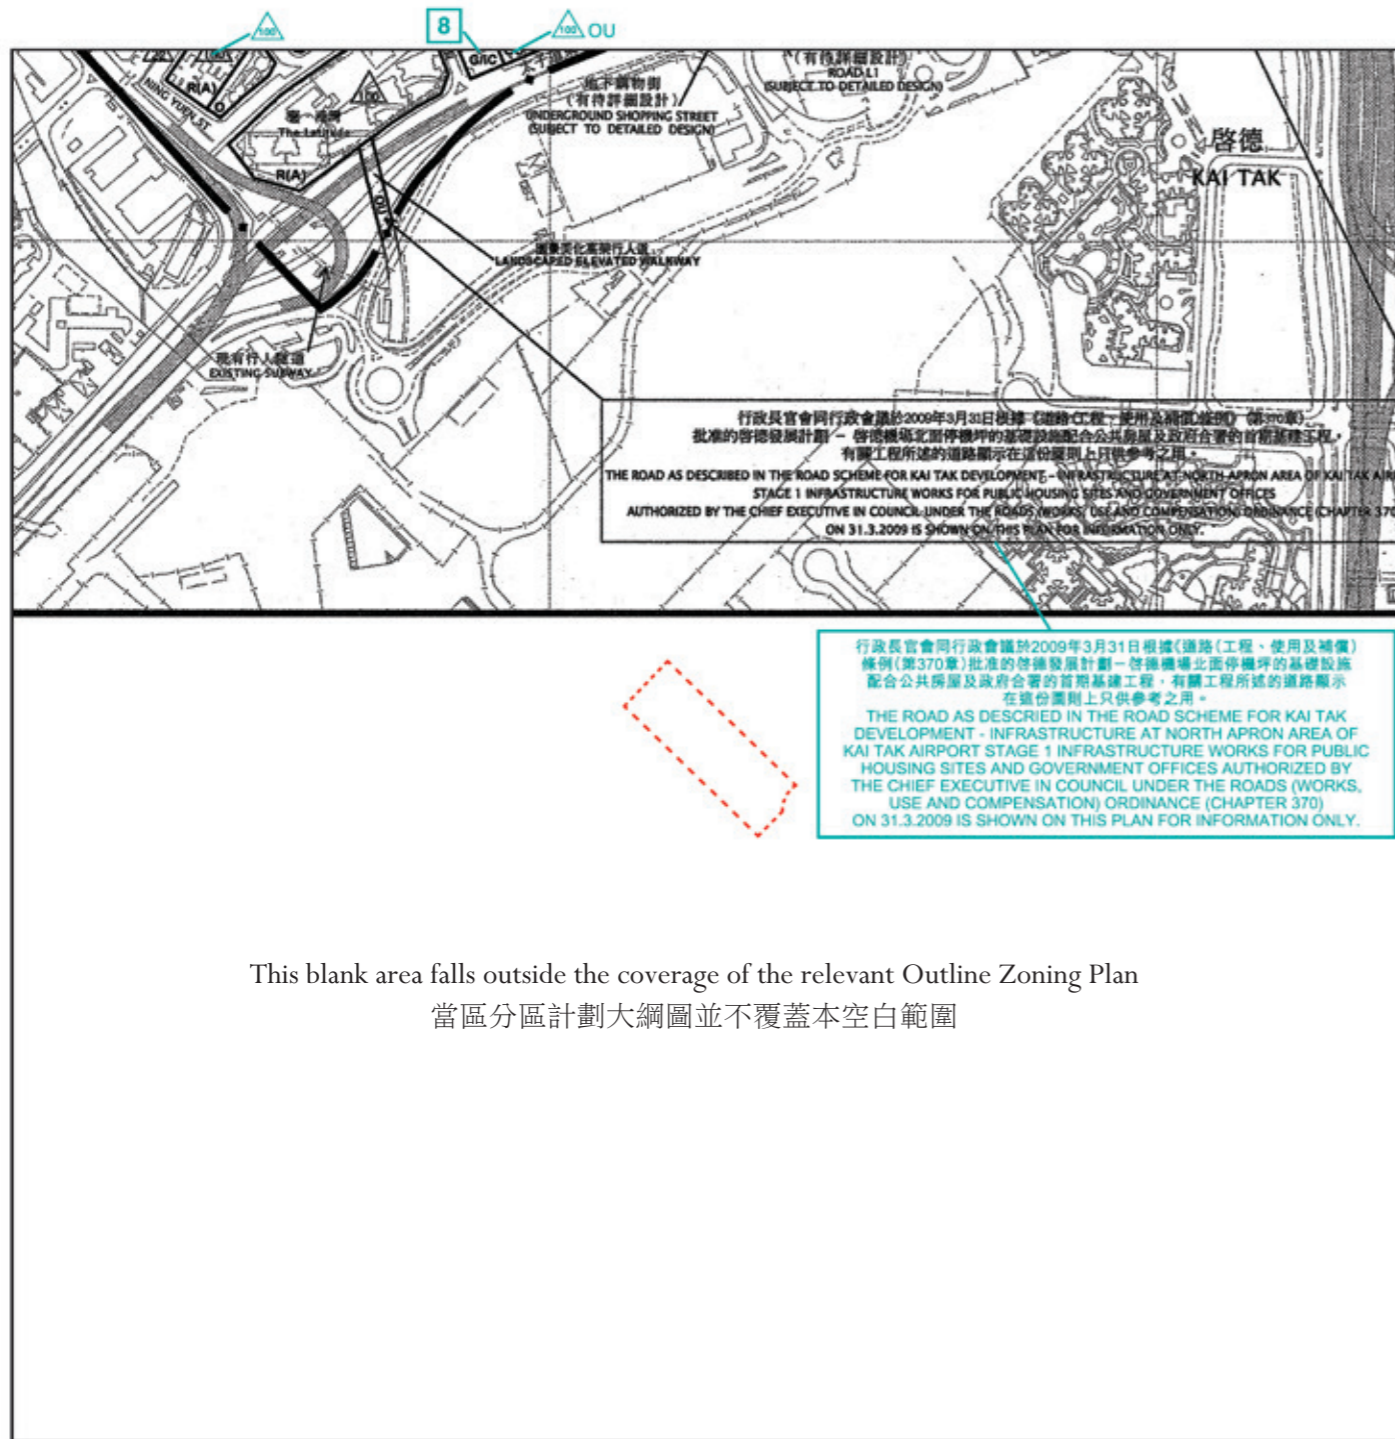 100
8
100 OU
22
100
R(A)
O
NING YUEN ST.
100
The Latitude
R(A)
G/IC
地下購物街
(有待詳細設計)
UNDERGROUND SHOPPING STREET
(SUBJECT TO DETAILED DESIGN)
(有待詳細設計)
ROAD L1
(SUBJECT TO DETAILED DESIGN)
啓德
KAI TAK
OU
園景美化高架行人道
LANDSCAPED ELEVATED WALKWAY
現有行人隧道
EXISTING SUBWAY
行政長官會同行政會議於2009年3月31日根據《道路(工程、使用及補償)條例》(第370章)
批准的啓德發展計劃 － 啓德機場北面停機坪的基礎設施配合公共房屋及政府合署的首期基建工程，
有關工程所述的道路顯示在這份圖則上只供參考之用。
THE ROAD AS DESCRIBED IN THE ROAD SCHEME FOR KAI TAK DEVELOPMENT - INFRASTRUCTURE AT NORTH APRON AREA OF KAI TAK AIR
STAGE 1 INFRASTRUCTURE WORKS FOR PUBLIC HOUSING SITES AND GOVERNMENT OFFICES
AUTHORIZED BY THE CHIEF EXECUTIVE IN COUNCIL UNDER THE ROADS (WORKS, USE AND COMPENSATION) ORDINANCE (CHAPTER 370
ON 31.3.2009 IS SHOWN ON THIS PLAN FOR INFORMATION ONLY.
行政長官會同行政會議於2009年3月31日根據《道路(工程、使用及補償)
條例(第370章)批准的啓德發展計劃－啓德機場北面停機坪的基礎設施
配合公共房屋及政府合署的首期基建工程，有關工程所述的道路顯示
在這份圖則上只供參考之用。
THE ROAD AS DESCRIED IN THE ROAD SCHEME FOR KAI TAK
DEVELOPMENT - INFRASTRUCTURE AT NORTH APRON AREA OF
KAI TAK AIRPORT STAGE 1 INFRASTRUCTURE WORKS FOR PUBLIC
HOUSING SITES AND GOVERNMENT OFFICES AUTHORIZED BY
THE CHIEF EXECUTIVE IN COUNCIL UNDER THE ROADS (WORKS,
USE AND COMPENSATION) ORDINANCE (CHAPTER 370)
ON 31.3.2009 IS SHOWN ON THIS PLAN FOR INFORMATION ONLY.
This blank area falls outside the coverage of the relevant Outline Zoning Plan
當區分區計劃大綱圖並不覆蓋本空白範圍